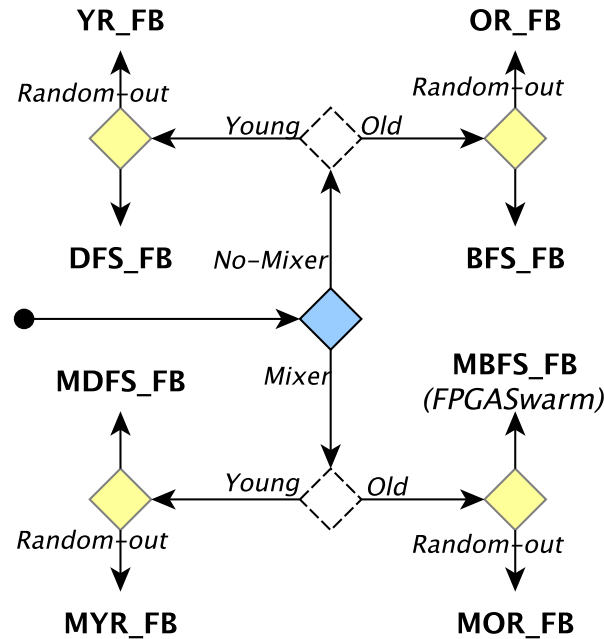 YR_FB
OR_FB
Random-out
Random-out
Young
Old
DFS_FB
No-Mixer
BFS_FB
Mixer
MDFS_FB
MBFS_FB
(FPGASwarm)
Young
Old
Random-out
Random-out
MYR_FB
MOR_FB